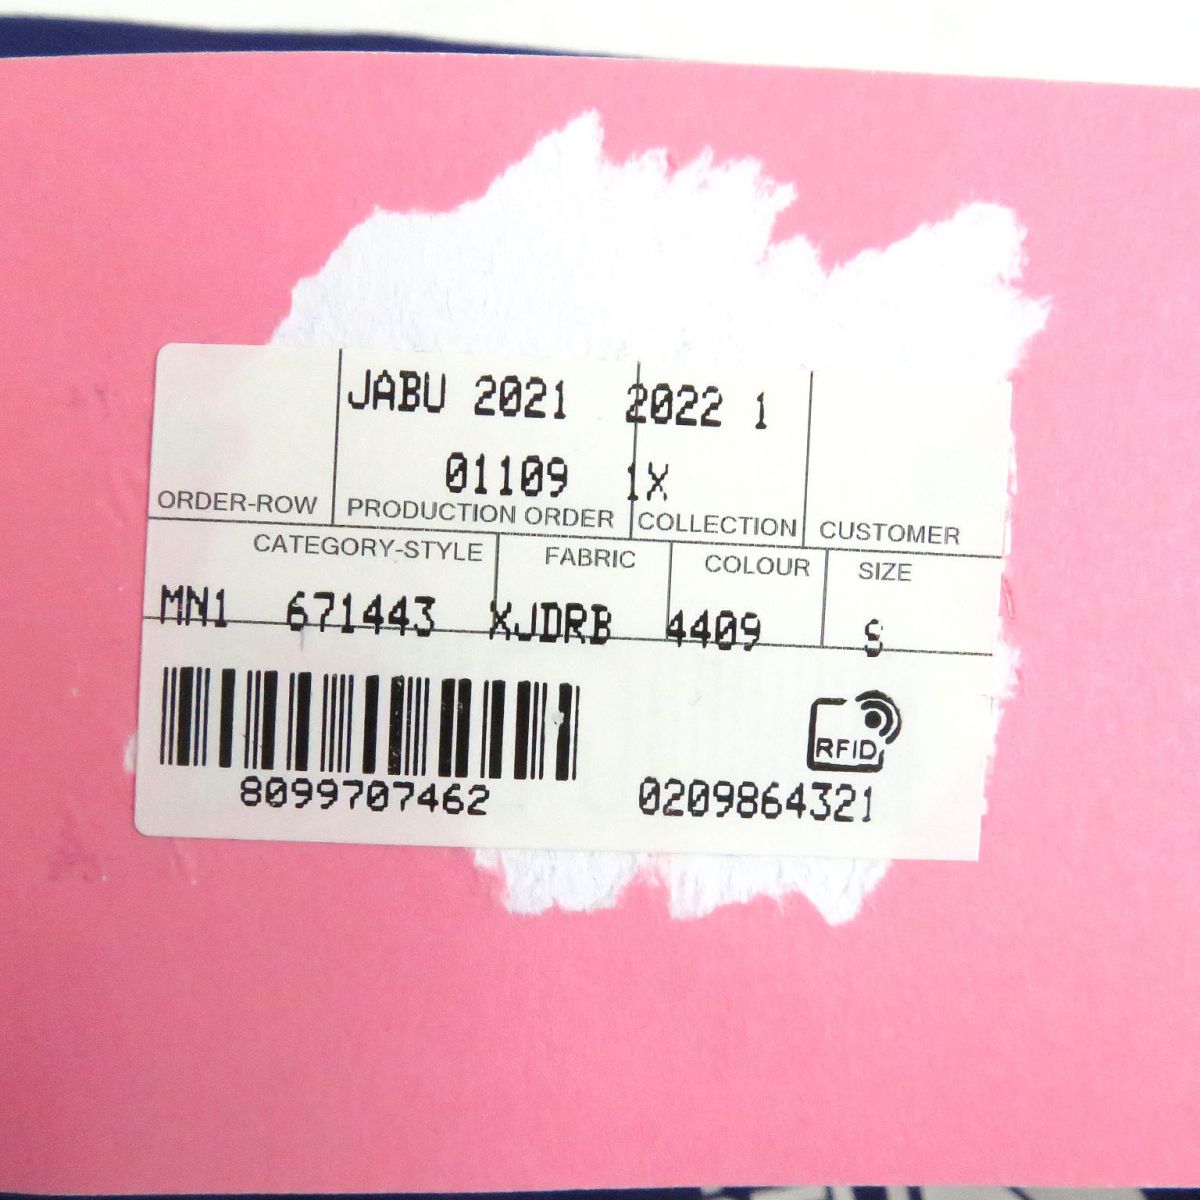 JABU 2021 2022 1
01109 1X
ORDER-ROW PRODUCTION ORDER COLLECTION CUSTOMER
CATEGORY-STYLE FABRIC COLOUR SIZE
MN1 671443 XJDRB 4409 S
RFID
8099707462 0209864321